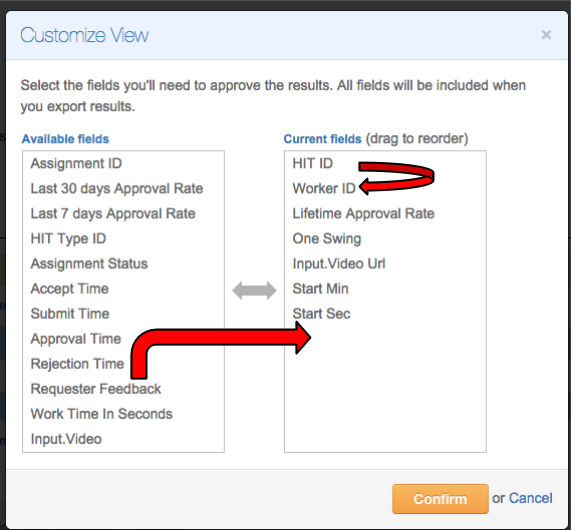 Customize View
×
Select the fields you'll need to approve the results. All fields will be included when
you export results.
Available fields
Assignment ID
Last 30 days Approval Rate
Last 7 days Approval Rate
HIT Type ID
Assignment Status
Accept Time
Submit Time
Approval Time
Rejection Time
Requester Feedback
Work Time In Seconds
Input.Video
Current fields (drag to reorder)
HIT ID
Worker ID
Lifetime Approval Rate
One Swing
Input.Video Url
Start Min
Start Sec
Confirm or Cancel